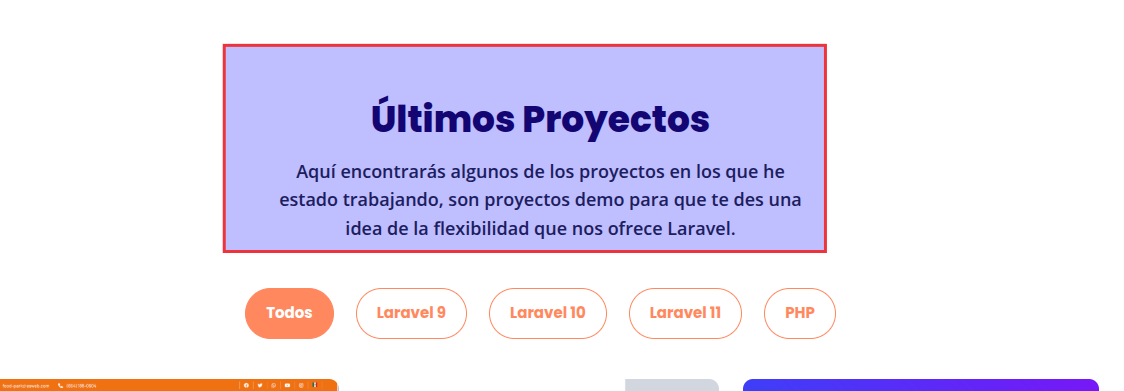 Últimos Proyectos
Aquí encontrarás algunos de los proyectos en los que he
estado trabajando, son proyectos demo para que te des una
idea de la flexibilidad que nos ofrece Laravel.
Todos
Laravel 9
Laravel 10
Laravel 11
PHP